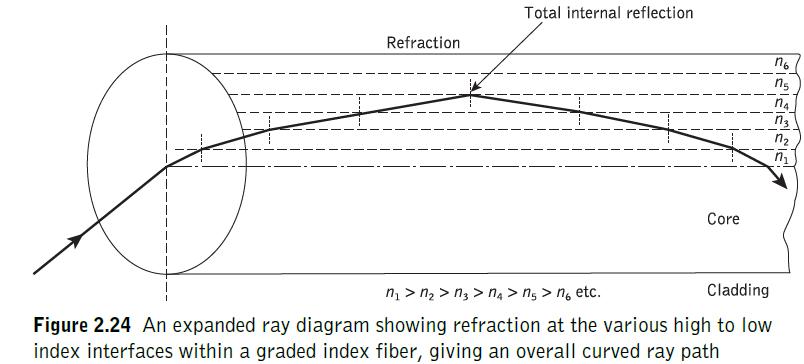 Total internal reflection
Refraction
n₆
n₅
n₄
n₃
n₂
n₁
Core
n₁ > n₂ > n₃ > n₄ > n₅ > n₆ etc.
Cladding
Figure 2.24 An expanded ray diagram showing refraction at the various high to low
index interfaces within a graded index fiber, giving an overall curved ray path